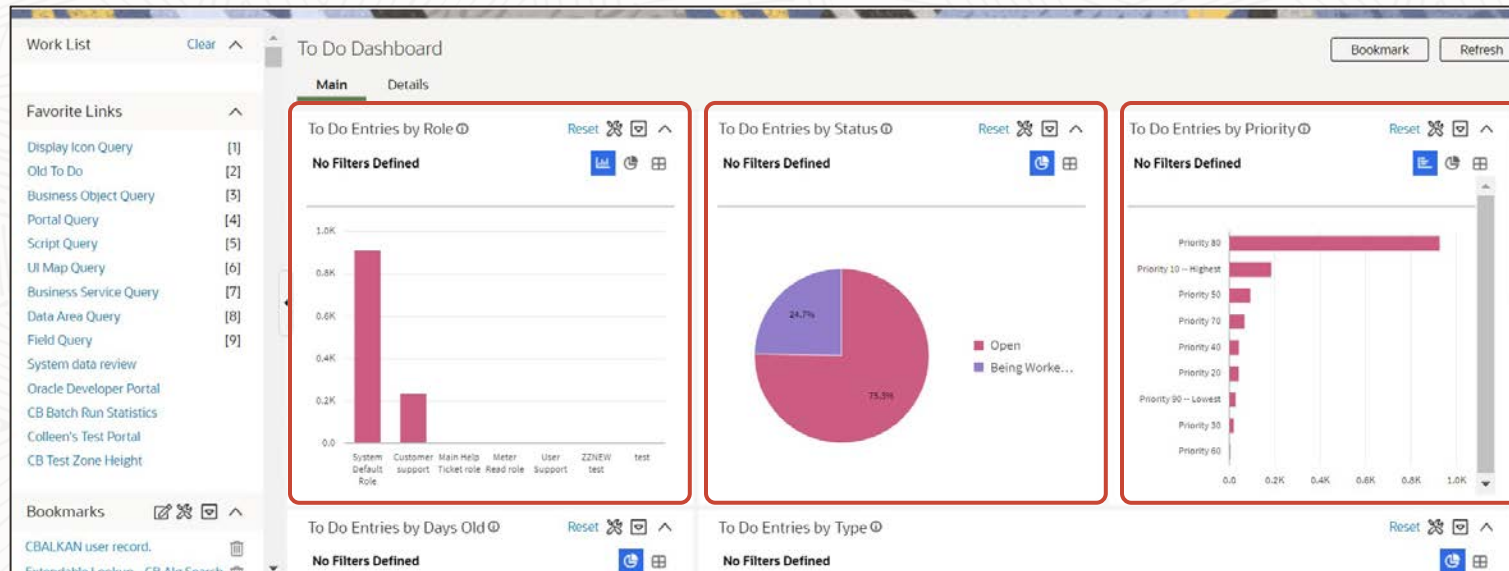 Work List
Clear
Favorite Links
Display Icon Query [1]
Old To Do [2]
Business Object Query [3]
Portal Query [4]
Script Query [5]
UI Map Query [6]
Business Service Query [7]
Data Area Query [8]
Field Query [9]
System data review
Oracle Developer Portal
CB Batch Run Statistics
Colleen's Test Portal
CB Test Zone Height
Bookmarks
CBALKAN user record.
To Do Dashboard
Bookmark
Refresh
Main
Details
To Do Entries by Role
Reset
No Filters Defined
1.0K
0.8K
0.6K
0.4K
0.2K
0.0
System Default Role
Customer support
Main Help Ticket role
Meter Read role
User Support
ZZNEW test
test
To Do Entries by Status
Reset
No Filters Defined
24.7%
75.3%
Open
Being Worke...
To Do Entries by Priority
Reset
No Filters Defined
Priority 80
Priority 10 -- Highest
Priority 50
Priority 70
Priority 40
Priority 20
Priority 90 -- Lowest
Priority 30
Priority 60
0.0 0.2K 0.4K 0.6K 0.8K 1.0K
To Do Entries by Days Old
Reset
No Filters Defined
To Do Entries by Type
Reset
No Filters Defined